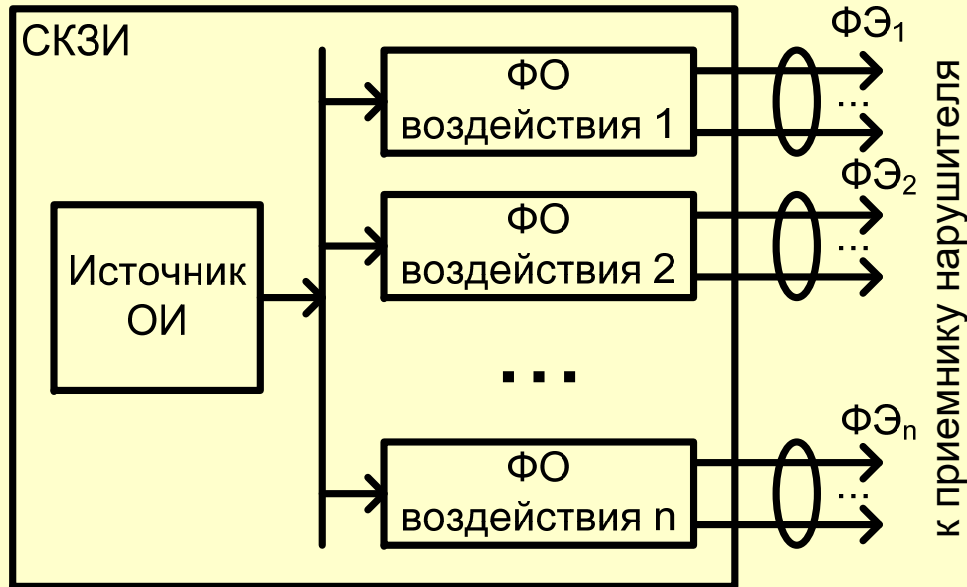 СКЗИ
Источник
ОИ
ФО
воздействия 1
ФО
воздействия 2
...
ФО
воздействия n
ФЭ₁
...
ФЭ₂
...
ФЭₙ
...
к приемнику нарушителя